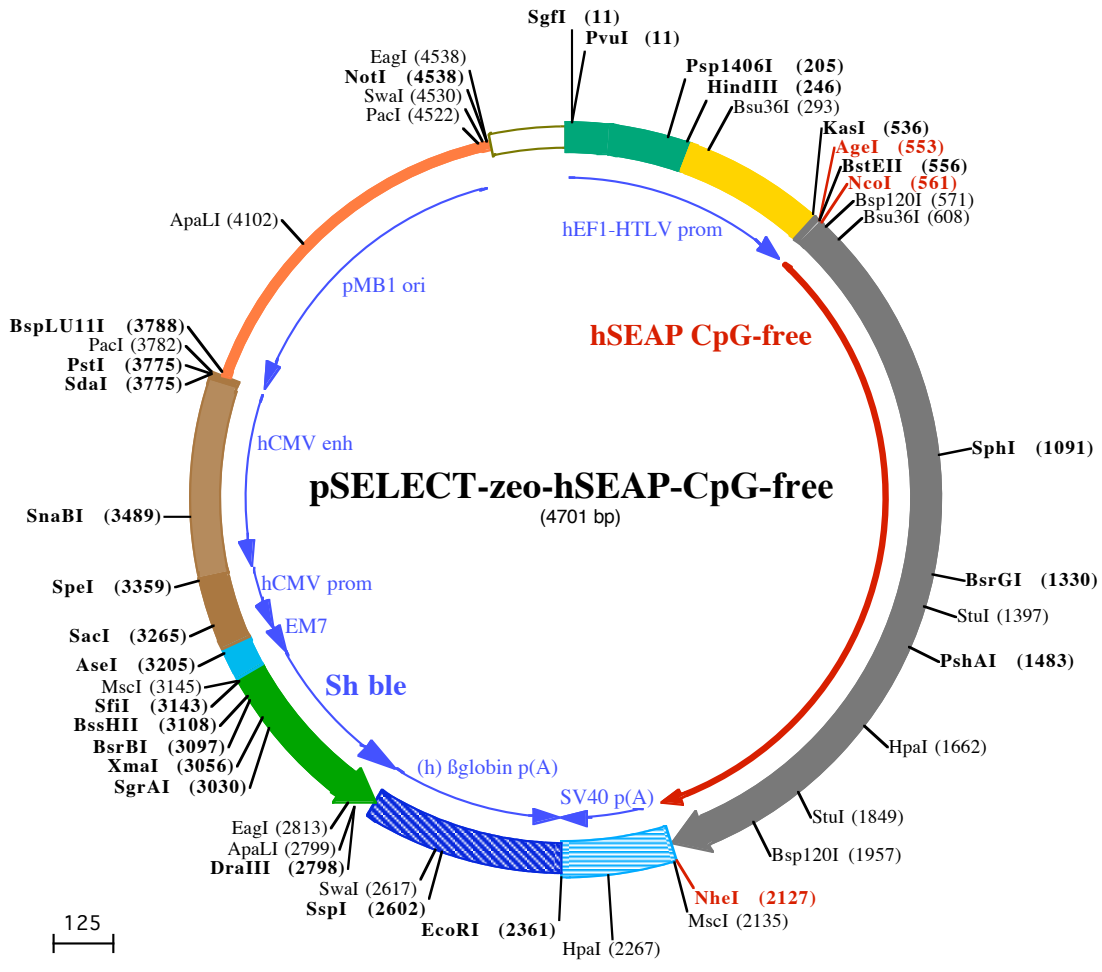 SgfI (11)
PvuI (11)
EagI (4538)
NotI (4538)
SwaI (4530)
PacI (4522)
Psp1406I (205)
HindIII (246)
Bsu36I (293)
KasI (536)
AgeI (553)
BstEII (556)
NcoI (561)
Bsp120I (571)
Bsu36I (608)
ApaLI (4102)
hEF1-HTLV prom
pMB1 ori
hSEAP CpG-free
BspLU11I (3788)
PacI (3782)
PstI (3775)
SdaI (3775)
hCMV enh
SphI (1091)
pSELECT-zeo-hSEAP-CpG-free
(4701 bp)
SnaBI (3489)
SpeI (3359)
hCMV prom
BsrGI (1330)
StuI (1397)
SacI (3265)
EM7
AseI (3205)
PshAI (1483)
MscI (3145)
Sh ble
SfiI (3143)
BssHII (3108)
BsrBI (3097)
HpaI (1662)
XmaI (3056)
(h) ßglobin p(A)
SgrAI (3030)
SV40 p(A)
StuI (1849)
EagI (2813)
ApaLI (2799)
Bsp120I (1957)
DraIII (2798)
SwaI (2617)
NheI (2127)
SspI (2602)
MscI (2135)
EcoRI (2361)
HpaI (2267)
125